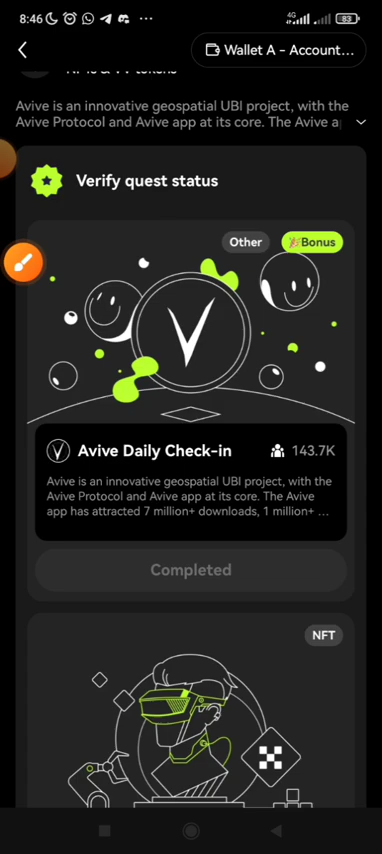 8:46
4G
83
Wallet A - Account...
Avive is an innovative geospatial UBI project, with the
Avive Protocol and Avive app at its core. The Avive a
Verify quest status
Other
Bonus
Avive Daily Check-in
143.7K
Avive is an innovative geospatial UBI project, with the
Avive Protocol and Avive app at its core. The Avive
app has attracted 7 million+ downloads, 1 million+ ...
Completed
NFT